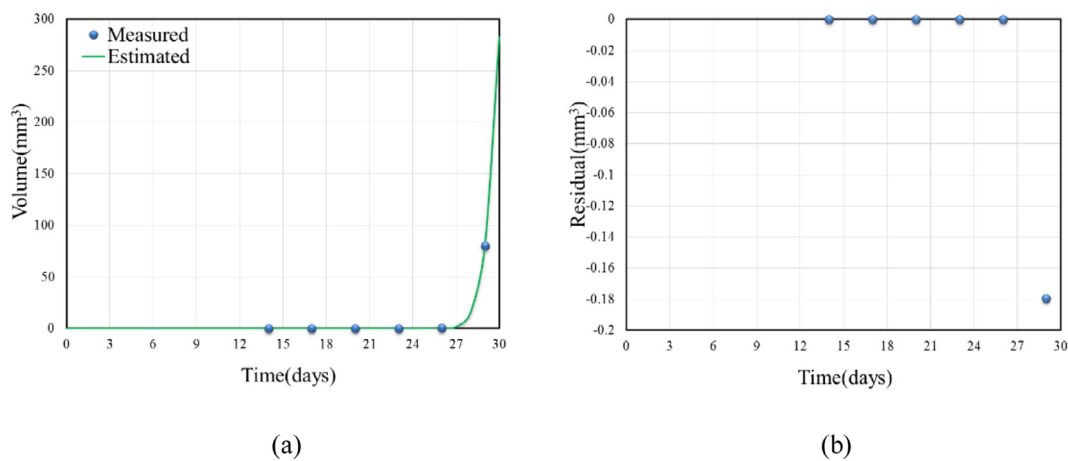 300
250
200
150
100
50
0
Volume(mm³)
Measured
Estimated
0 3 6 9 12 15 18 21 24 27 30
Time(days)
(a)
0
-0.02
-0.04
-0.06
-0.08
-0.1
-0.12
-0.14
-0.16
-0.18
-0.2
Residual(mm³)
0 3 6 9 12 15 18 21 24 27 30
Time(days)
(b)